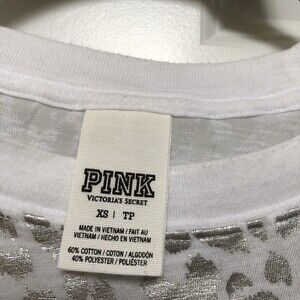 PINK
VICTORIA'S SECRET
XS | TP
MADE IN VIETNAM / FAIT AU
VIETNAM / HECHO EN VIETNAM
60% COTTON / COTON / ALGODÓN
40% POLYESTER / POLIÉSTER